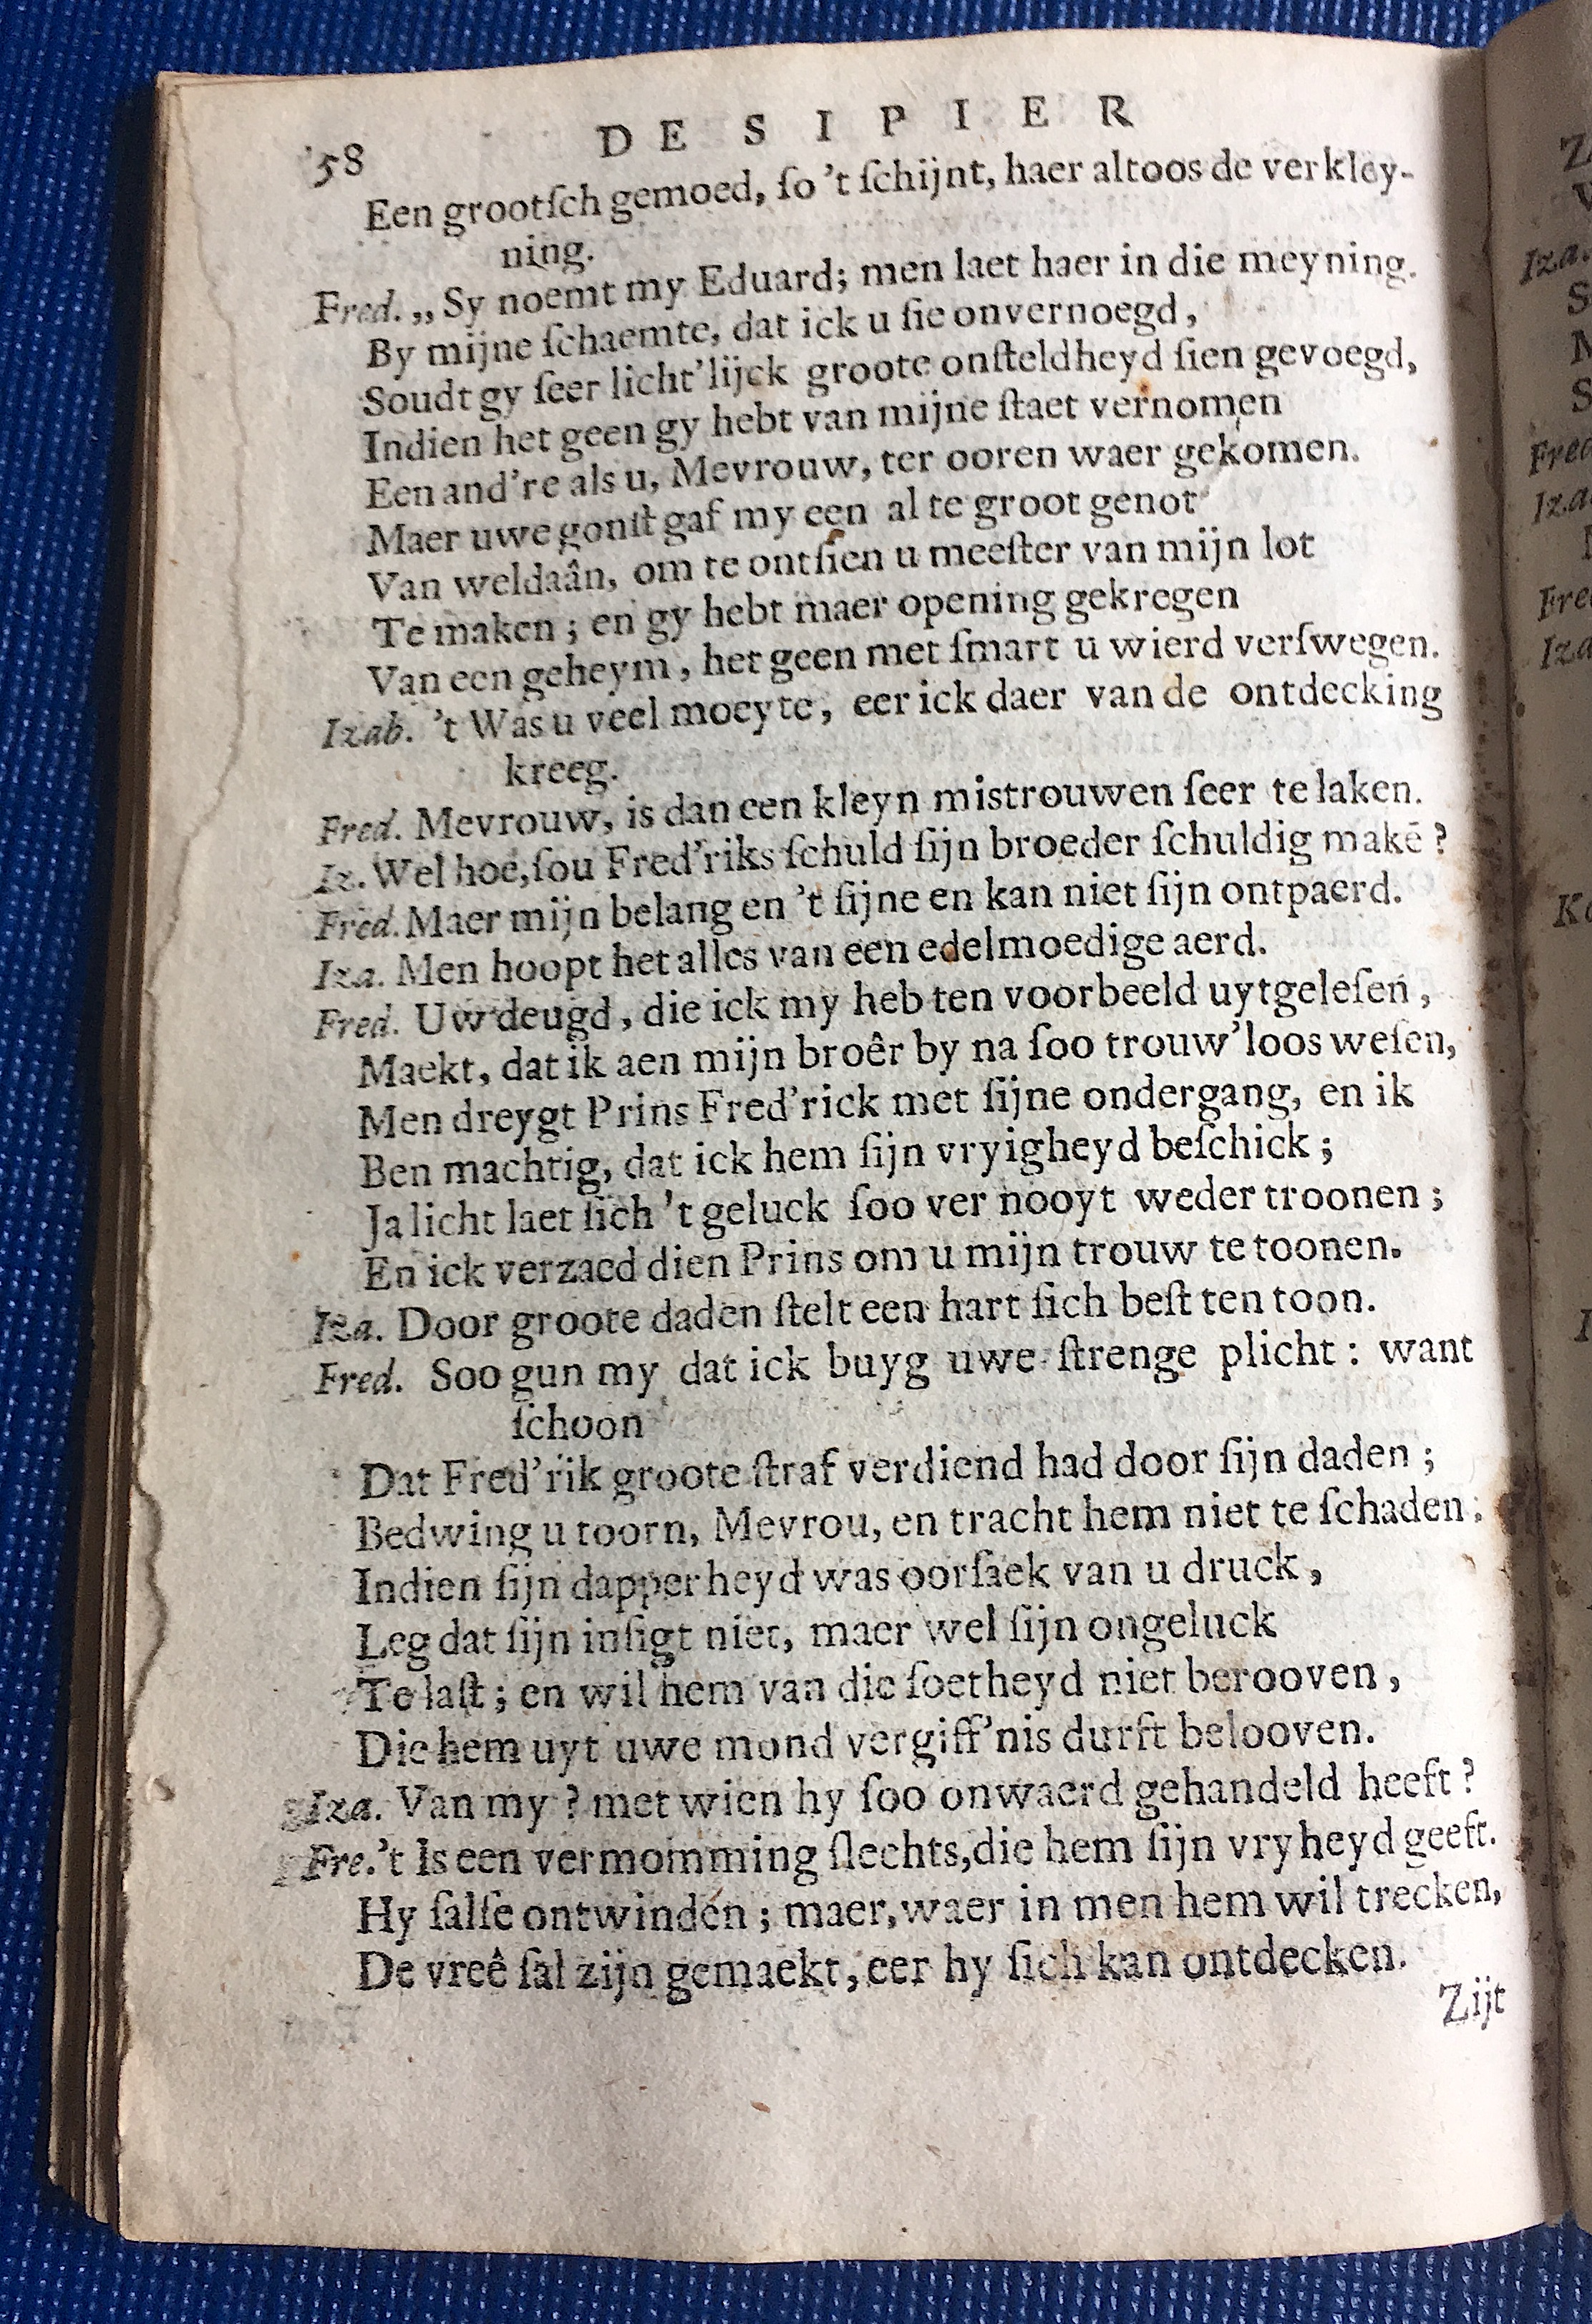 58 DE SIPIER
Een grootſch gemoed, ſo 't ſchijnt, haer altoos de verkley-
ning.
Fred. „ Sy noemt my Eduard; men laet haer in die meyning.
By mijne ſchaemte, dat ick u ſie onvernoegd,
Soudt gy ſeer licht'lijck groote onſteldheyd ſien gevoegd,
Indien het geen gy hebt van mijne ſtaet vernomen
Een and're als u, Mevrouw, ter ooren waer gekomen.
Maer uwe gonſt gaf my een al te groot genot
Van weldaân, om te ontſien u meeſter van mijn lot
Te maken; en gy hebt maer opening gekregen
Van een geheym, het geen met ſmart u wierd verſwegen.
Izab. 't Was u veel moeyte, eer ick daer van de ontdecking
kreeg.
Fred. Mevrouw, is dan een kleyn mistrouwen ſeer te laken.
Iz. Wel hoe, ſou Fred'riks ſchuld ſijn broeder ſchuldig makē?
Fred. Maer mijn belang en 't ſijne en kan niet ſijn ontpaerd.
Iza. Men hoopt het alles van een edelmoedige aerd.
Fred. Uw deugd, die ick my heb ten voorbeeld uytgeleſen,
Maekt, dat ik aen mijn broêr by na ſoo trouw'loos weſen,
Men dreygt Prins Fred'rick met ſijne ondergang, en ik
Ben machtig, dat ick hem ſijn vryigheyd beſchick;
Ja licht laet ſich 't geluck ſoo ver nooyt weder troonen;
En ick verzaed dien Prins om u mijn trouw te toonen.
Iza. Door groote daden ſtelt een hart ſich beſt ten toon.
Fred. Soo gun my dat ick buyg uwe ſtrenge plicht: want
ſchoon
Dat Fred'rik groote ſtraf verdiend had door ſijn daden;
Bedwing u toorn, Mevrou, en tracht hem niet te ſchaden;
Indien ſijn dapperheyd was oorſaek van u druck,
Leg dat ſijn inſigt niet, maer wel ſijn ongeluck
Te laſt; en wil hem van die ſoetheyd niet berooven,
Die hem uyt uwe mond vergiff'nis durſt belooven.
Iza. Van my? met wien hy ſoo onwaerd gehandeld heeft?
Fre. 't Is een vermomming ſlechts, die hem ſijn vryheyd geeft.
Hy ſalſe ontwinden; maer, waer in men hem wil trecken,
De vreê ſal zijn gemaekt, eer hy ſich kan ontdecken.
Zijt